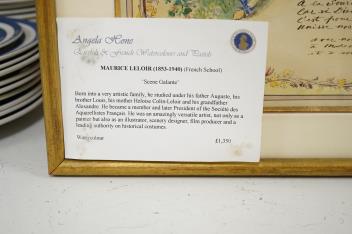 À la Sour
C'est pour
Angela Hone
English & French Watercolours and Pastels
MAURICE LELOIR (1853-1940) (French School)
"Scene Galante"
Born into a very artistic family, he studied under his father Auguste, his
brother Louis, his mother Heloise Colin-Leloir and his grandfather
Alexandre. He became a member and later President of the Société des
Aquarellistes Français. He was an amazingly versatile artist, not only as a
painter but also as an illustrator, scenery designer, film producer and a
leading authority on historical costumes.
Watercolour £1,350